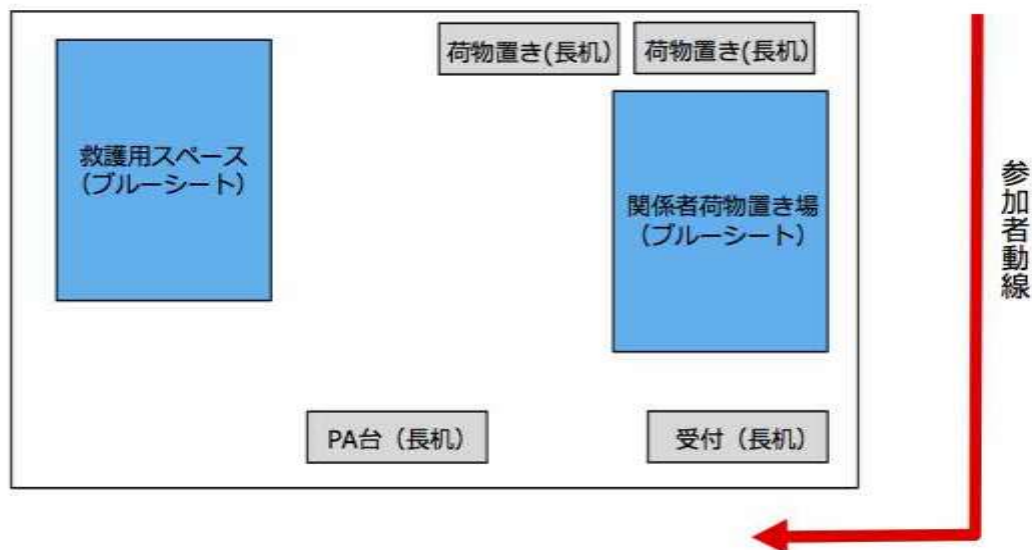 荷物置き(長机)
荷物置き(長机)
救護用スペース
（ブルーシート）
関係者荷物置き場
（ブルーシート）
参加者動線
PA台（長机）
受付（長机）